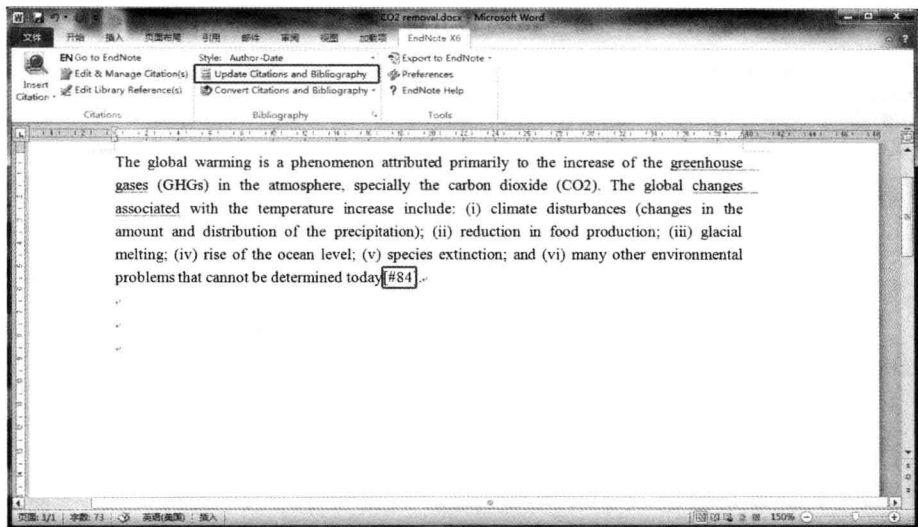 CO2 removal.docx - Microsoft Word
文件 开始 插入 页面布局 引用 邮件 审阅 视图 加载项 EndNote X6
EN Go to EndNote
Edit & Manage Citation(s)
Edit Library Reference(s)
Insert Citation
Citations
Style: Author-Date
Update Citations and Bibliography
Convert Citations and Bibliography
Bibliography
Export to EndNote
Preferences
? EndNote Help
Tools
The global warming is a phenomenon attributed primarily to the increase of the greenhouse
gases (GHGs) in the atmosphere, specially the carbon dioxide (CO2). The global changes
associated with the temperature increase include: (i) climate disturbances (changes in the
amount and distribution of the precipitation); (ii) reduction in food production; (iii) glacial
melting; (iv) rise of the ocean level; (v) species extinction; and (vi) many other environmental
problems that cannot be determined today[#84].
页面: 1/1 字数: 73 英语(美国) 插入 150%